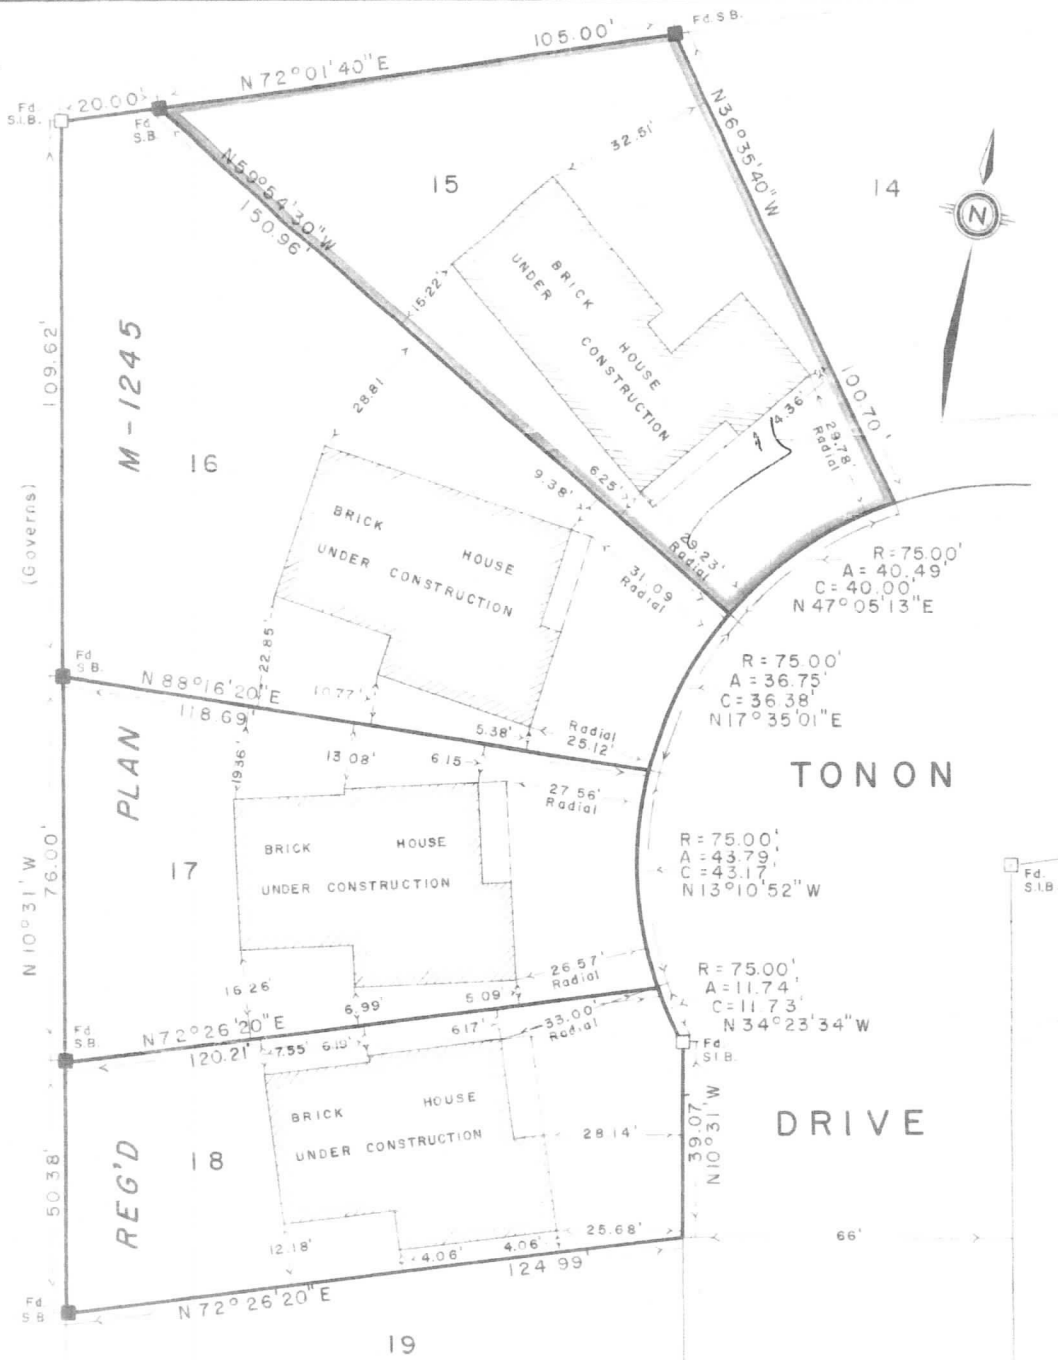 Fd. S.B.
105.00'
N 72°01'40" E
20.00'
Fd
S.I.B.
Fd
S.B.
N36°35'40"W
32.51'
15
14
N
N59°54'30"W
150.96'
BRICK
HOUSE
UNDER CONSTRUCTION
15.22'
109.62'
M-1245
28.81
100.70'
4.36'
29.78'
Radial
16
(Governs)
9.38'
6.25'
BRICK
HOUSE
UNDER CONSTRUCTION
29.23'
Radial
31.09
Radial
R = 75.00'
A = 40.49'
C = 40.00'
N 47°05'13"E
22.85'
Fd
S.B.
N 88°16'20"E
118.69'
10.77'
R = 75.00'
A = 36.75'
C = 36.38'
N17°35'01"E
5.38'
Radial
25.12'
PLAN
19.36'
13.08'
6.15
27.56'
Radial
TONON
BRICK
HOUSE
UNDER CONSTRUCTION
17
N 10°31' W
76.00'
R = 75.00'
A = 43.79'
C = 43.17'
N13°10'52"W
Fd.
S.I.B
16.26'
6.99'
5.09'
26.57'
Radial
R = 75.00'
A = 11.74'
C = 11.73'
N 34°23'34"W
Fd.
S.B.
N72°26'20"E
120.21'
7.55'
6.17'
33.00'
Radial
Fd
S.I.B.
BRICK
HOUSE
UNDER CONSTRUCTION
28.14'
39.07'
N10°31'W
DRIVE
REG'D
18
50.38'
12.18'
4.06'
4.06'
25.68'
66'
124.99'
N 72° 26'20"E
Fd
S.B
19